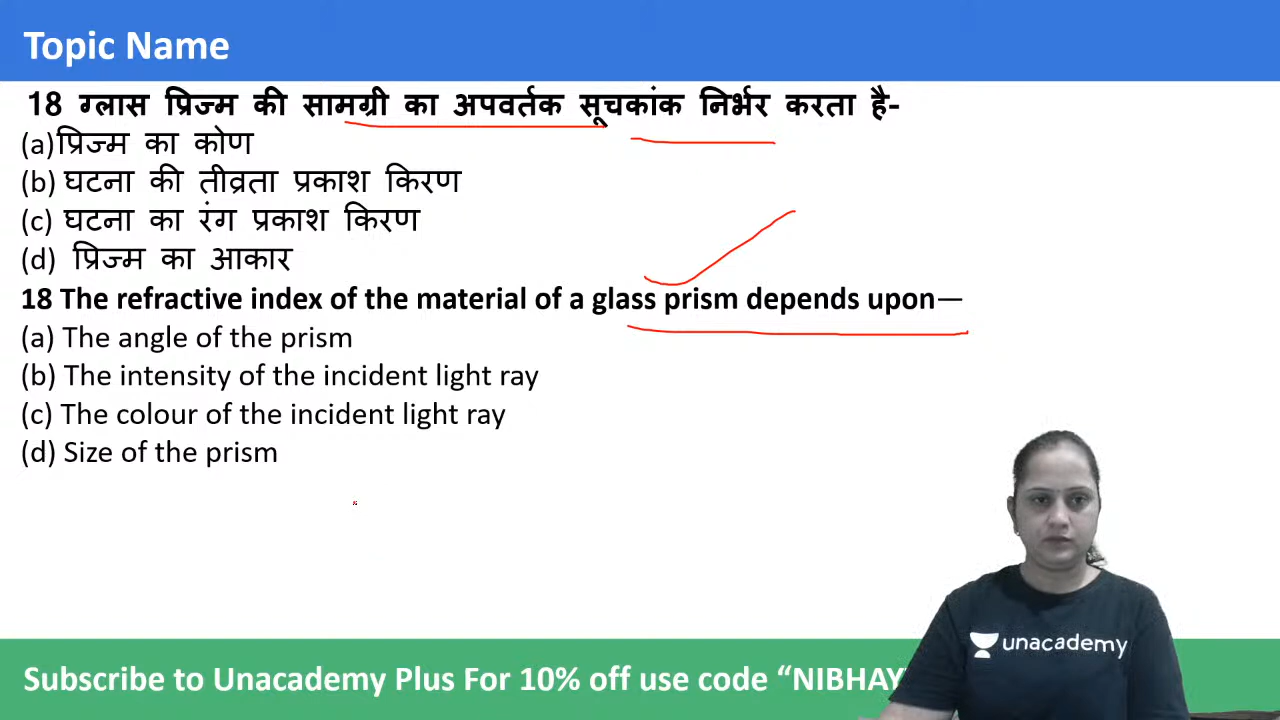 Topic Name
18 ग्लास प्रिज्म की सामग्री का अपवर्तक सूचकांक निर्भर करता है-
(a)प्रिज्म का कोण
(b) घटना की तीव्रता प्रकाश किरण
(c) घटना का रंग प्रकाश किरण
(d) प्रिज्म का आकार
18 The refractive index of the material of a glass prism depends upon—
(a) The angle of the prism
(b) The intensity of the incident light ray
(c) The colour of the incident light ray
(d) Size of the prism
unacademy
Subscribe to Unacademy Plus For 10% off use code “NIBHAY